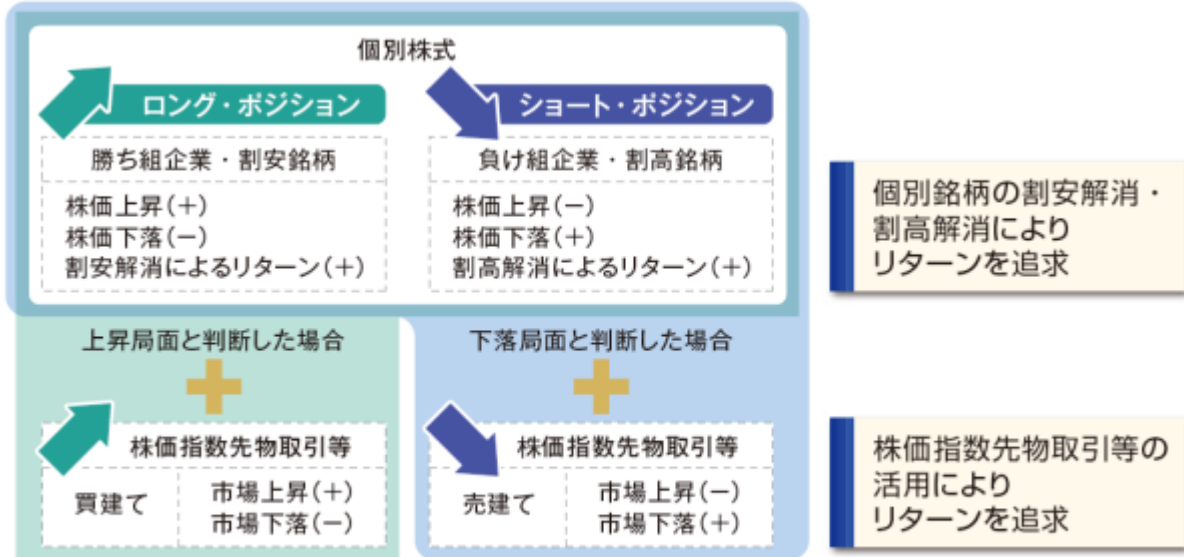 個別株式
ロング・ポジション
勝ち組企業・割安銘柄
株価上昇(+)
株価下落(−)
割安解消によるリターン(+)
ショート・ポジション
負け組企業・割高銘柄
株価上昇(−)
株価下落(+)
割高解消によるリターン(+)
個別銘柄の割安解消・
割高解消により
リターンを追求
上昇局面と判断した場合
株価指数先物取引等
買建て
市場上昇(+)
市場下落(−)
下落局面と判断した場合
株価指数先物取引等
売建て
市場上昇(−)
市場下落(+)
株価指数先物取引等の
活用により
リターンを追求